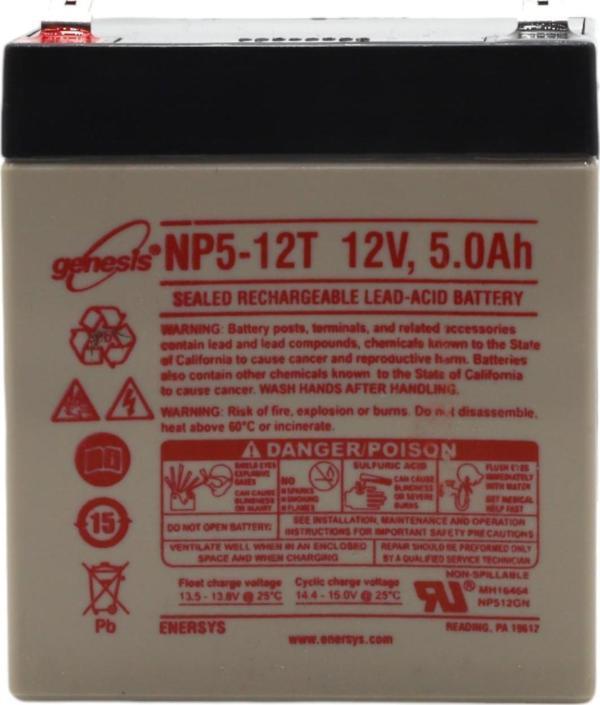 genesis® NP5-12T 12V, 5.0Ah
SEALED RECHARGEABLE LEAD-ACID BATTERY
WARNING: Battery posts, terminals, and related accessories
contain lead and lead compounds, chemicals known to the State
of California to cause cancer and reproductive harm. Batteries
also contain other chemicals known to the State of California
to cause cancer. WASH HANDS AFTER HANDLING.
WARNING: Risk of fire, explosion or burns. Do not disassemble,
heat above 60°C or incinerate.
DANGER/POISON
SHIELD EYES
EXPLOSIVE
GASES
CAN CAUSE
BLINDNESS
OR INJURY
NO
SPARKS
SMOKING
FLAMES
SULFURIC ACID
CAN CAUSE
BLINDNESS
OR SEVERE
BURNS
FLUSH EYES
IMMEDIATELY
WITH WATER
GET MEDICAL
HELP FAST
DO NOT OPEN BATTERY:
SEE INSTALLATION, MAINTENANCE AND OPERATION
INSTRUCTIONS FOR IMPORTANT SAFETY PRECAUTIONS
VENTILATE WELL WHEN IN AN ENCLOSED
SPACE AND WHEN CHARGING
REPAIR SHOULD BE PREFORMED ONLY
BY A QUALIFIED SERVICE TECHNICIAN
15
Pb
Float charge voltage
13.5 - 13.8V @ 25°C
Cyclic charge voltage
14.4 - 15.0V @ 25°C
NON-SPILLABLE
MH16464
NP512GN
ENERSYS
www.enersys.com
READING, PA 19612